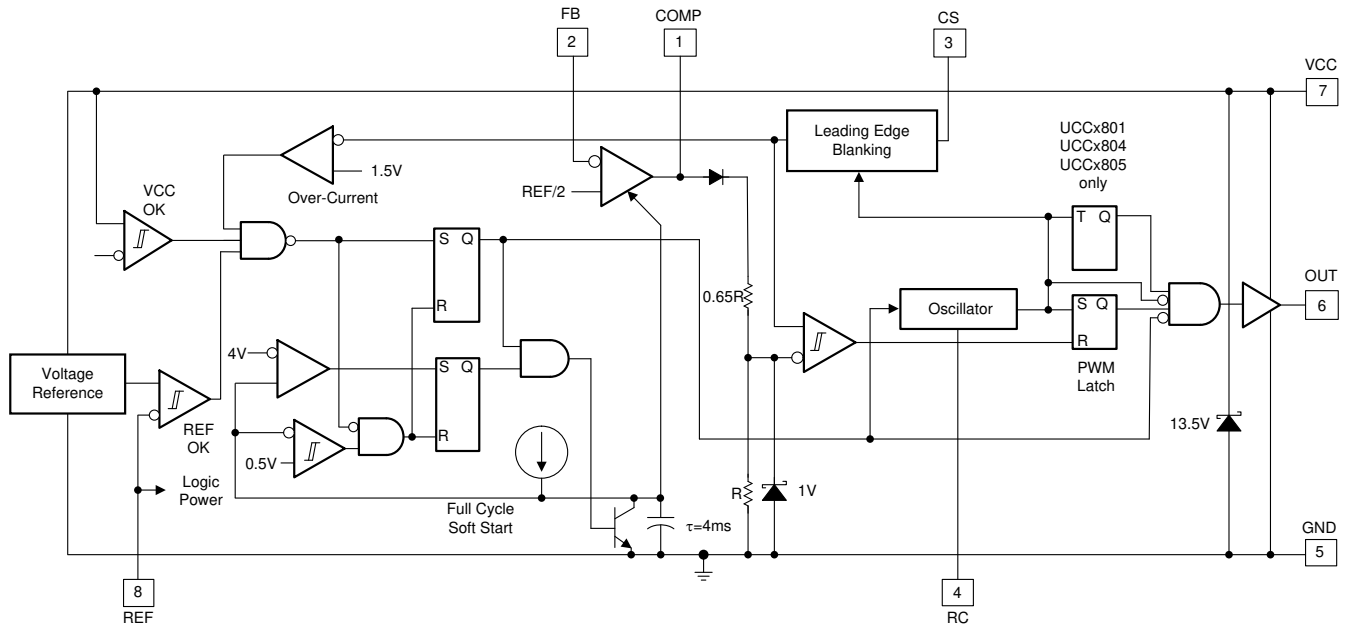 FB
COMP
CS
2
1
3
VCC
7
Leading Edge
Blanking
UCCx801
UCCx804
UCCx805
only
1.5V
Over-Current
VCC
OK
REF/2
T Q
S Q
R
0.65R
Oscillator
S Q
R
PWM
Latch
OUT
6
4V
Voltage
Reference
REF
OK
S Q
R
0.5V
13.5V
Logic
Power
Full Cycle
Soft Start
R
1V
τ=4ms
GND
5
8
REF
4
RC